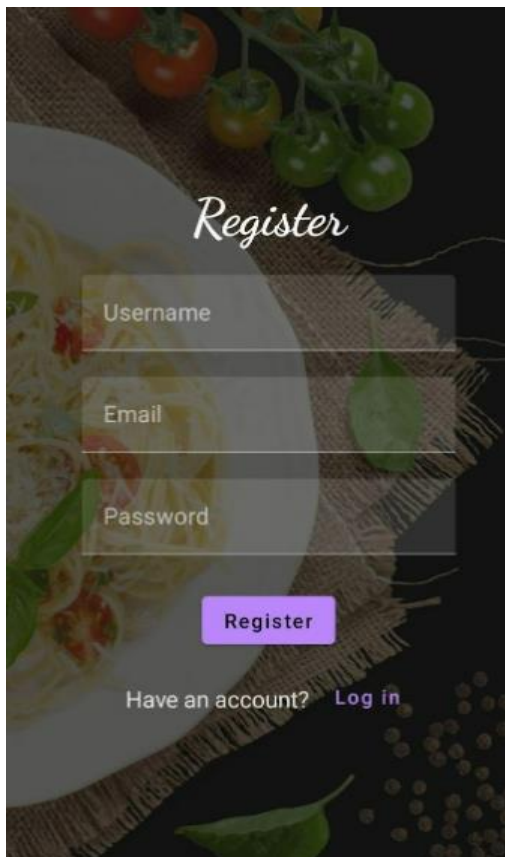 Register
Username
Email
Password
Register
Have an account? Log in